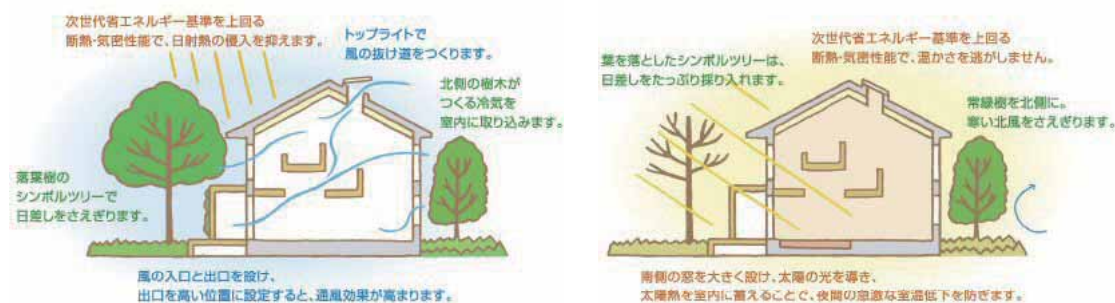 次世代省エネルギー基準を上回る
断熱・気密性能で、日射熱の侵入を抑えます。
トップライトで
風の抜け道をつくります。
北側の樹木が
つくる冷気を
室内に取り込みます。
落葉樹の
シンボルツリーで
日差しをさえぎります。
風の入口と出口を設け、
出口を高い位置に設定すると、通風効果が高まります。
次世代省エネルギー基準を上回る
断熱・気密性能で、温かさを逃がしません。
葉を落としたシンボルツリーは、
日差しをたっぷり採り入れます。
常緑樹を北側に。
寒い北風をさえぎります。
南側の窓を大きく設け、太陽の光を導き、
太陽熱を室内に蓄えることで、夜間の急激な室温低下を防ぎます。